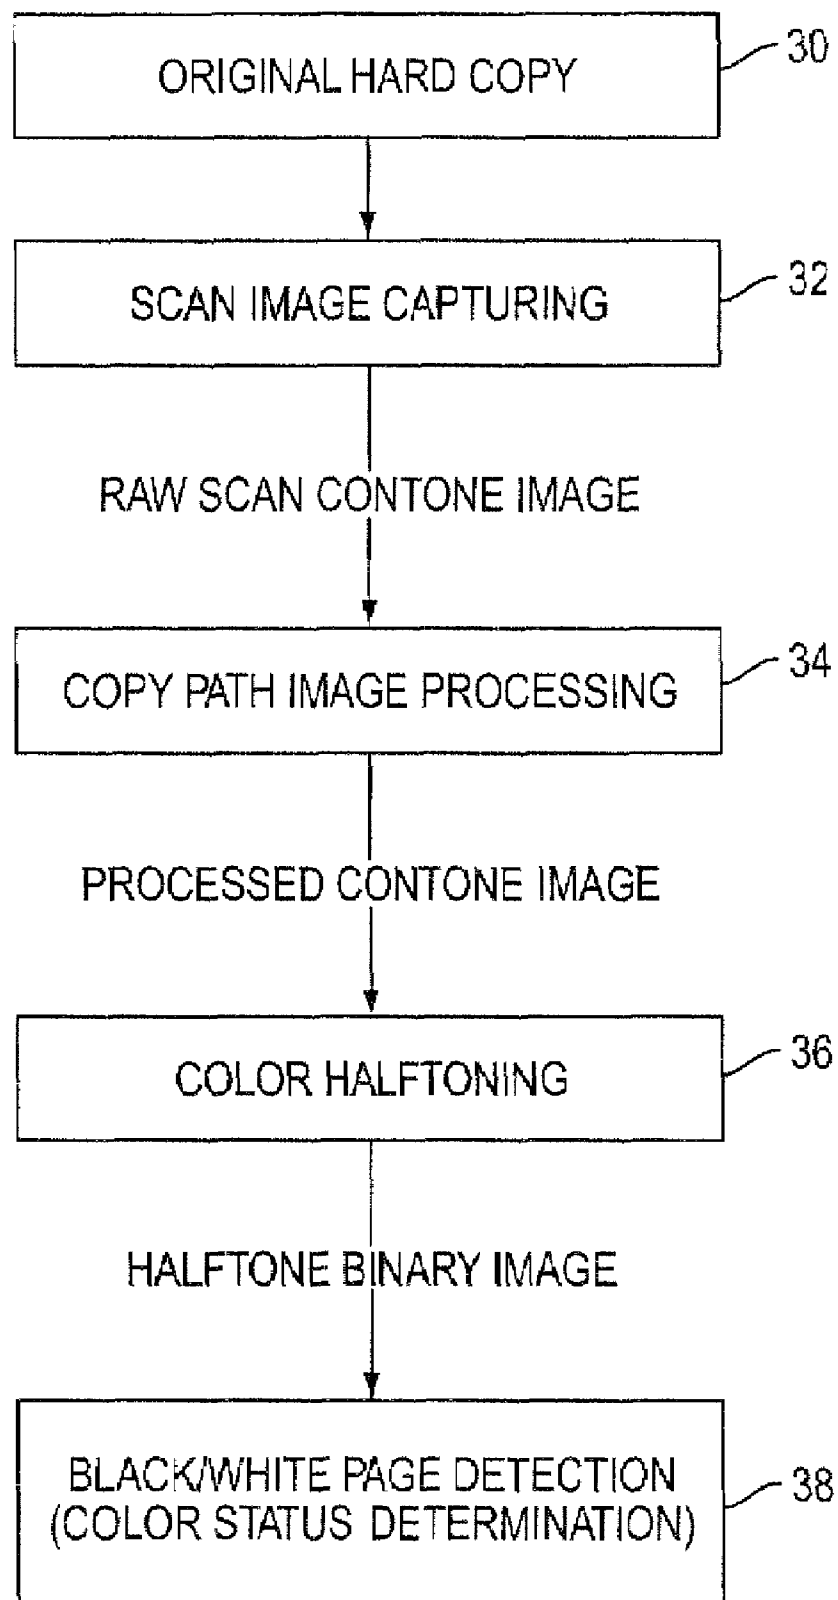 ORIGINAL HARD COPY
30
SCAN IMAGE CAPTURING
32
RAW SCAN CONTONE IMAGE
COPY PATH IMAGE PROCESSING
34
PROCESSED CONTONE IMAGE
COLOR HALFTONING
36
HALFTONE BINARY IMAGE
BLACK/WHITE PAGE DETECTION
(COLOR STATUS DETERMINATION)
38